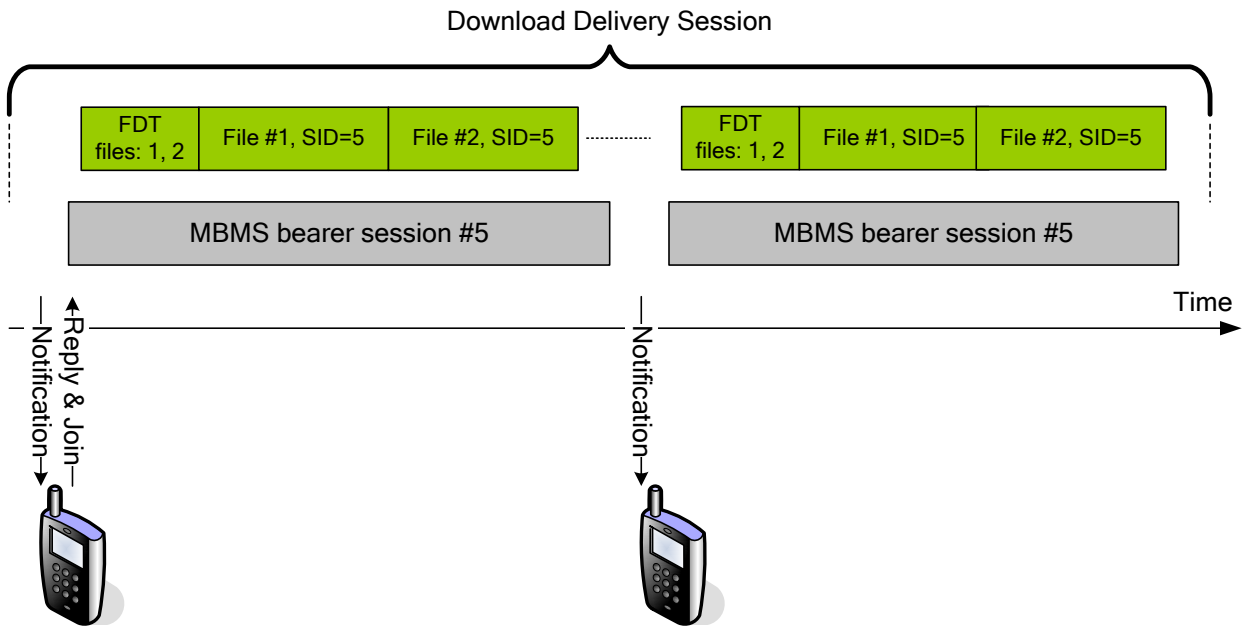 Download Delivery Session
FDT
files: 1, 2
File #1, SID=5
File #2, SID=5
FDT
files: 1, 2
File #1, SID=5
File #2, SID=5
MBMS bearer session #5
MBMS bearer session #5
Time
Notification
Reply & Join
Notification